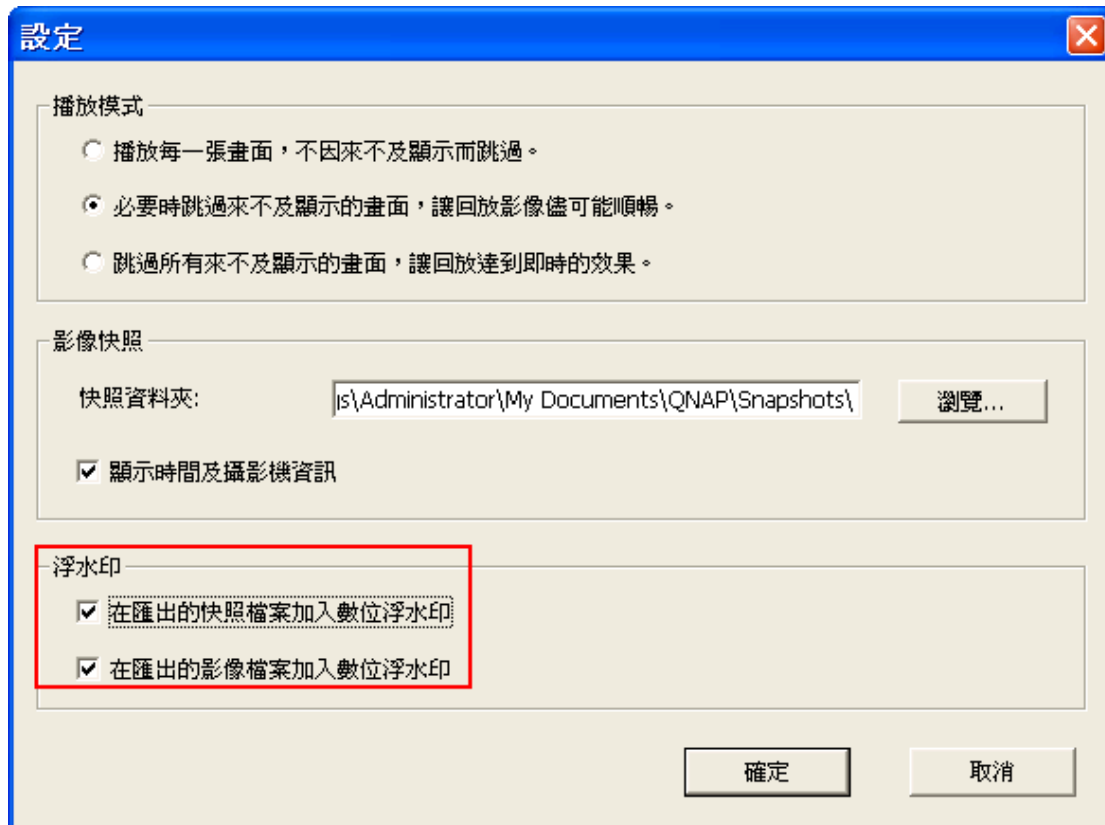 設定
播放模式
播放每一張畫面，不因來不及顯示而跳過。
必要時跳過來不及顯示的畫面，讓回放影像儘可能順暢。
跳過所有來不及顯示的畫面，讓回放達到即時的效果。
影像快照
快照資料夾: \Administrator\My Documents\QNAP\Snapshots\ 瀏覽...
顯示時間及攝影機資訊
浮水印
在匯出的快照檔案加入數位浮水印
在匯出的影像檔案加入數位浮水印
確定 取消